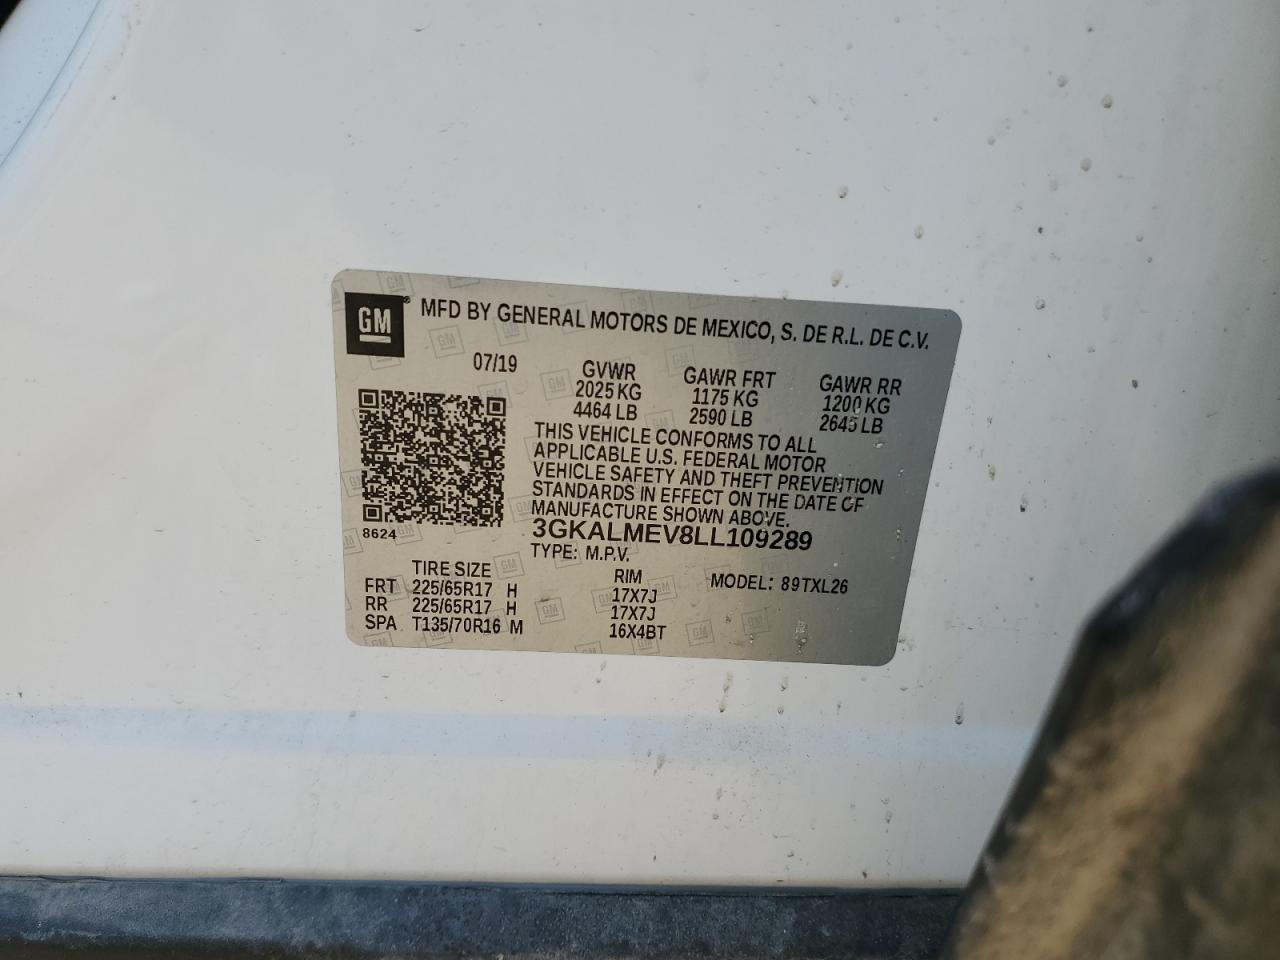 GM® MFD BY GENERAL MOTORS DE MEXICO, S. DE R.L. DE C.V.
07/19 GVWR GAWR FRT GAWR RR
2025 KG 1175 KG 1200 KG
4464 LB 2590 LB 2645 LB
THIS VEHICLE CONFORMS TO ALL
APPLICABLE U.S. FEDERAL MOTOR
VEHICLE SAFETY AND THEFT PREVENTION
STANDARDS IN EFFECT ON THE DATE OF
MANUFACTURE SHOWN ABOVE.
8624 3GKALMEV8LL109289
TYPE: M.P.V.
TIRE SIZE RIM MODEL: 89TXL26
FRT 225/65R17 H 17X7J
RR 225/65R17 H 17X7J
SPA T135/70R16 M 16X4BT